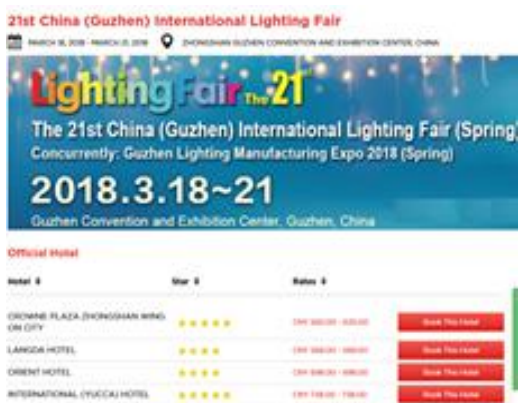 21st China (Guzhen) International Lighting Fair
MARCH 18, 2018 - MARCH 21, 2018 ZHONGSHAN GUZHEN CONVENTION AND EXHIBITION CENTER, CHINA
Lighting Fair The 21st
The 21st China (Guzhen) International Lighting Fair (Spring)
Concurrently: Guzhen Lighting Manufacturing Expo 2018 (Spring)
2018.3.18~21
Guzhen Convention and Exhibition Center, Guzhen, China
Official Hotel
Hotel Star Rates
CROWNE PLAZA ZHONGSHAN WING
ON CITY
Book This Hotel
LANGDA HOTEL
Book This Hotel
ORIENT HOTEL
Book This Hotel
INTERNATIONAL (YUCCA) HOTEL
Book This Hotel